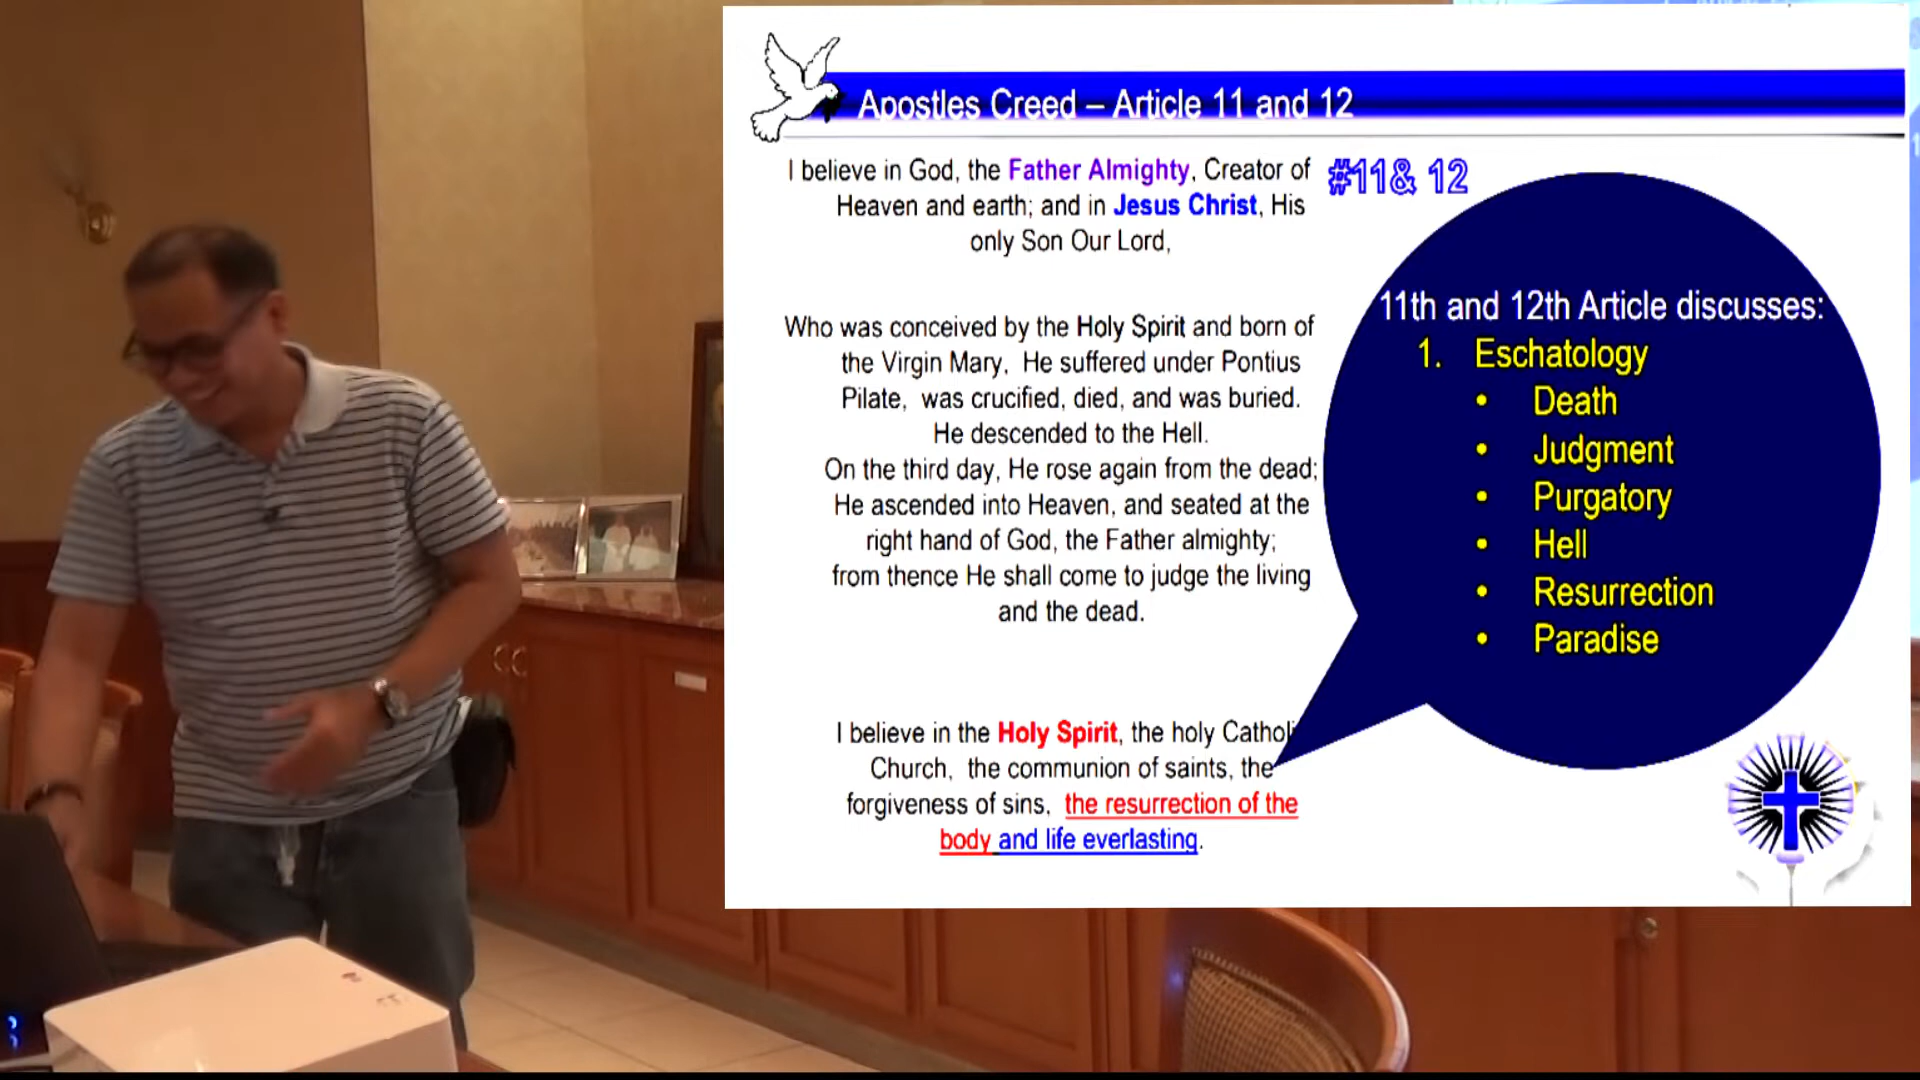 Apostles Creed – Article 11 and 12
I believe in God, the Father Almighty, Creator of
Heaven and earth; and in Jesus Christ, His
only Son Our Lord,
#11& 12
Who was conceived by the Holy Spirit and born of
the Virgin Mary, He suffered under Pontius
Pilate, was crucified, died, and was buried.
He descended to the Hell.
On the third day, He rose again from the dead;
He ascended into Heaven, and seated at the
right hand of God, the Father almighty;
from thence He shall come to judge the living
and the dead.
I believe in the Holy Spirit, the holy Catholi
Church, the communion of saints, the
forgiveness of sins, the resurrection of the
body and life everlasting.
11th and 12th Article discusses:
1. Eschatology
• Death
• Judgment
• Purgatory
• Hell
• Resurrection
• Paradise